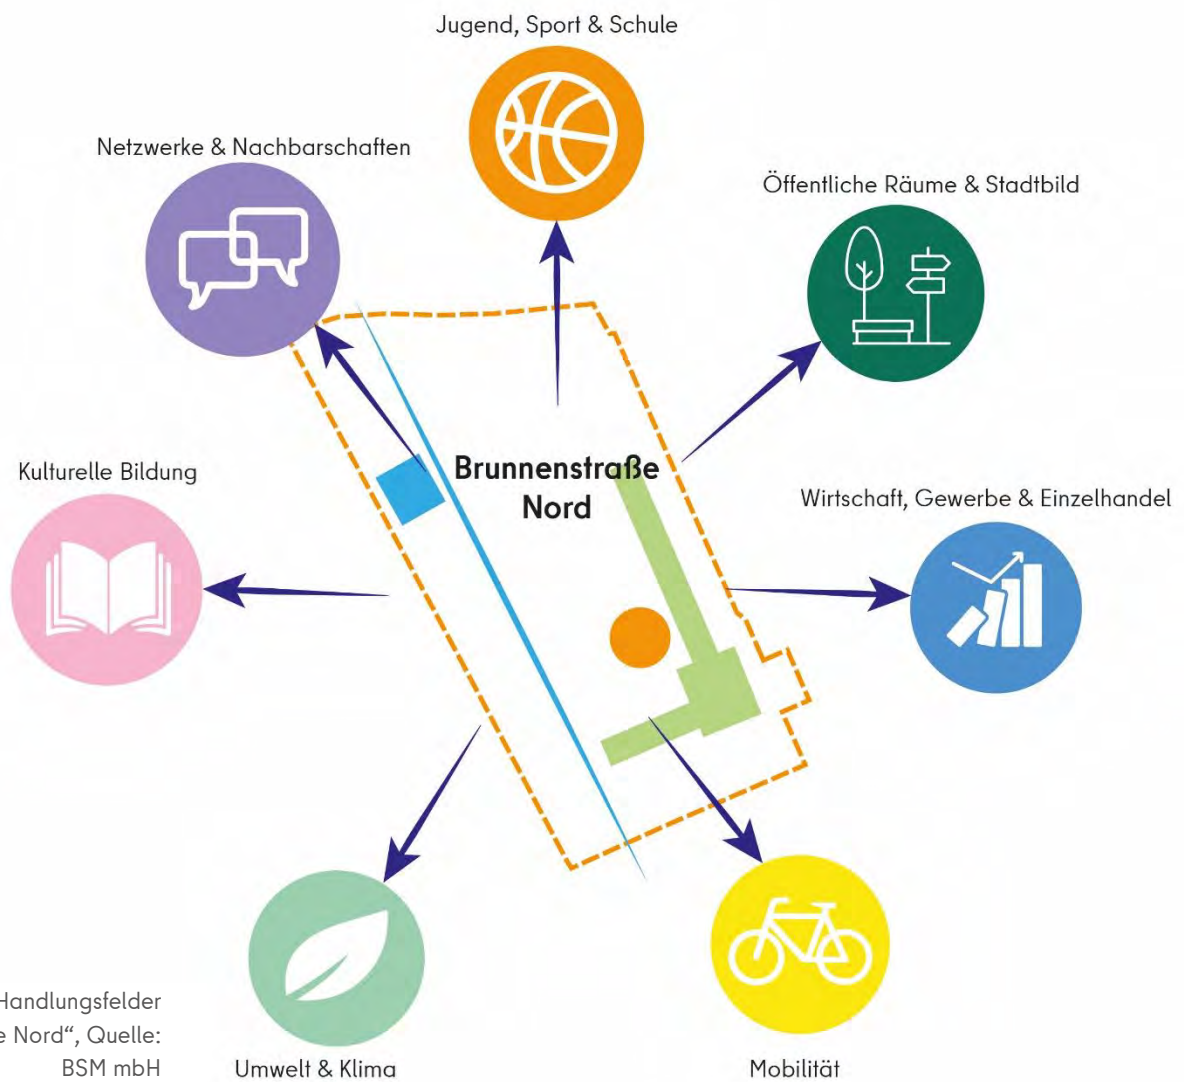 Jugend, Sport & Schule
Netzwerke & Nachbarschaften
Öffentliche Räume & Stadtbild
Brunnenstraße
Nord
Kulturelle Bildung
Wirtschaft, Gewerbe & Einzelhandel
Handlungsfelder
e Nord“, Quelle:
BSM mbH
Umwelt & Klima
Mobilität